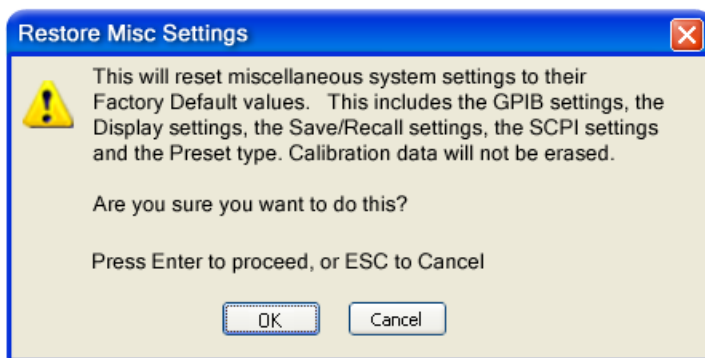 Restore Misc Settings
This will reset miscellaneous system settings to their
Factory Default values.   This includes the GPIB settings, the
Display settings, the Save/Recall settings, the SCPI settings
and the Preset type. Calibration data will not be erased.
Are you sure you want to do this?
Press Enter to proceed, or ESC to Cancel
OK
Cancel